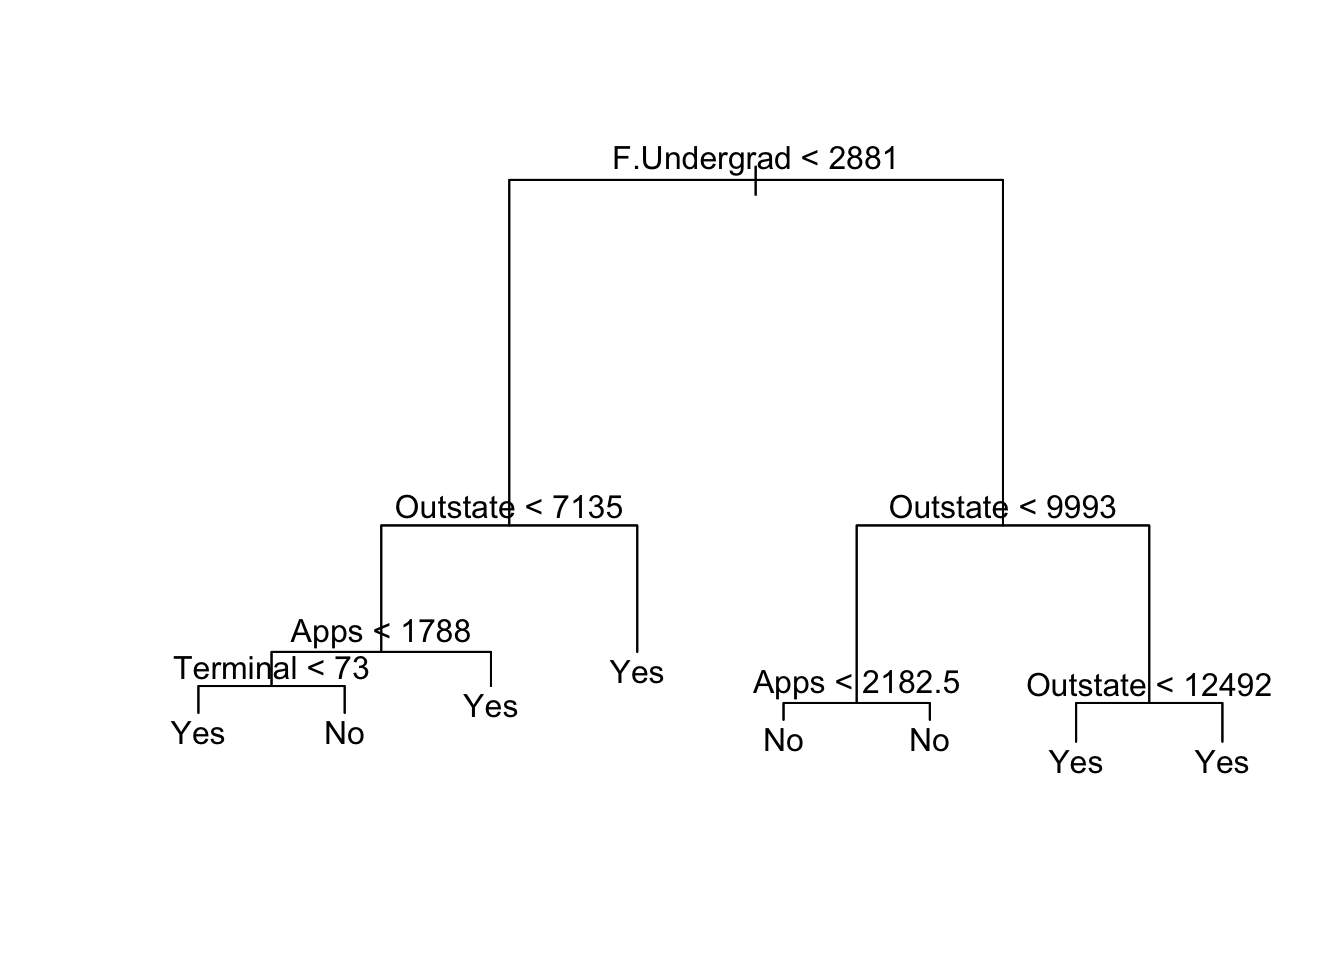 F.Undergrad < 2881
Outstate < 7135
Outstate < 9993
Apps < 1788
Terminal < 73
Yes
Apps < 2182.5
Outstate < 12492
Yes
No
Yes
No
No
Yes
Yes